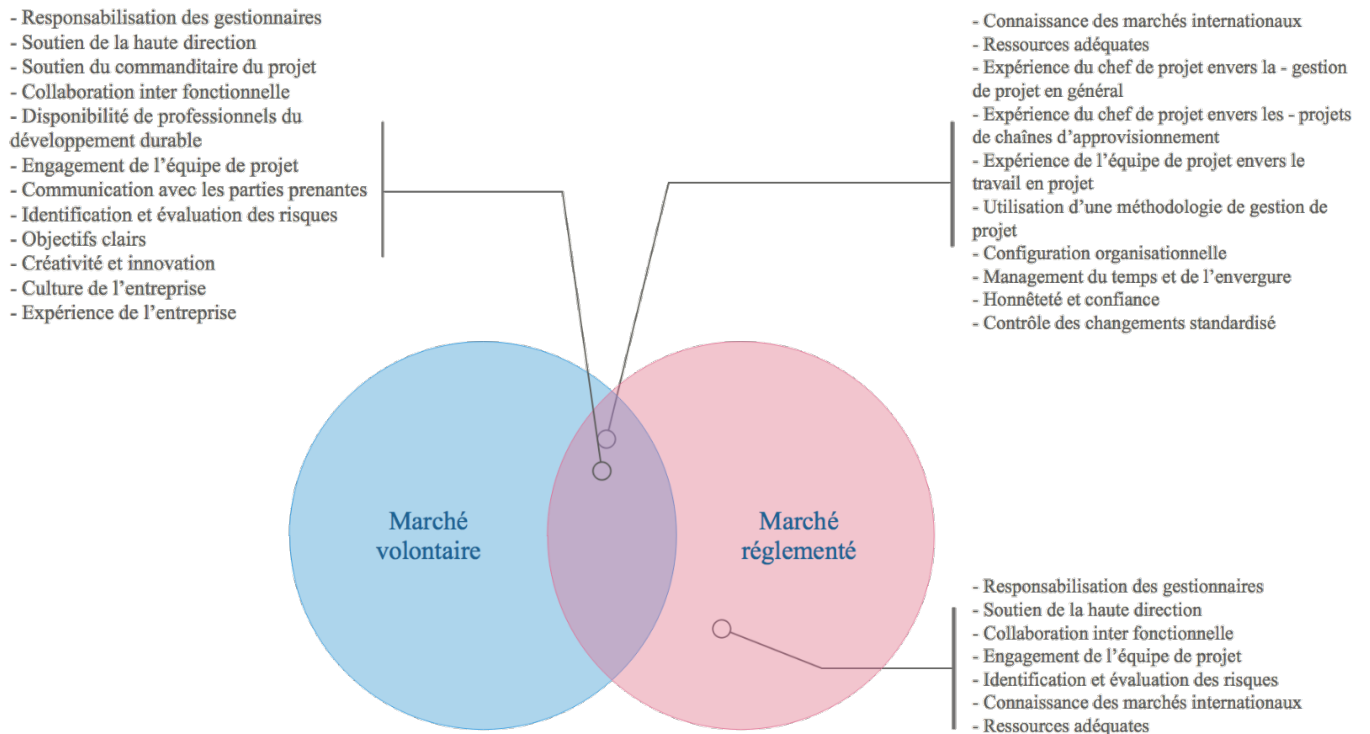 - Responsabilisation des gestionnaires
- Soutien de la haute direction
- Soutien du commanditaire du projet
- Collaboration inter fonctionnelle
- Disponibilité de professionnels du
développement durable
- Engagement de l'équipe de projet
- Communication avec les parties prenantes
- Identification et évaluation des risques
- Objectifs clairs
- Créativité et innovation
- Culture de l'entreprise
- Expérience de l'entreprise
- Connaissance des marchés internationaux
- Ressources adéquates
- Expérience du chef de projet envers la - gestion
de projet en général
- Expérience du chef de projet envers les - projets
de chaînes d'approvisionnement
- Expérience de l'équipe de projet envers le
travail en projet
- Utilisation d'une méthodologie de gestion de
projet
- Configuration organisationnelle
- Management du temps et de l'envergure
- Honnêteté et confiance
- Contrôle des changements standardisé
Marché
volontaire
Marché
réglementé
- Responsabilisation des gestionnaires
- Soutien de la haute direction
- Collaboration inter fonctionnelle
- Engagement de l'équipe de projet
- Identification et évaluation des risques
- Connaissance des marchés internationaux
- Ressources adéquates